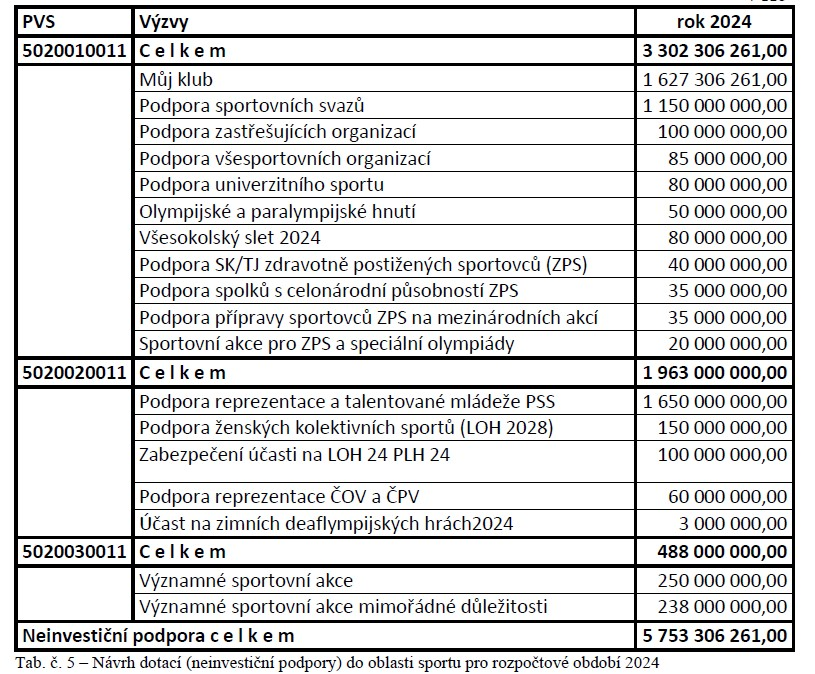 PVS Výzvy rok 2024
5020010011 C e l k e m 3 302 306 261,00
Můj klub 1 627 306 261,00
Podpora sportovních svazů 1 150 000 000,00
Podpora zastřešujících organizací 100 000 000,00
Podpora všesportovních organizací 85 000 000,00
Podpora univerzitního sportu 80 000 000,00
Olympijské a paralympijské hnutí 50 000 000,00
Všesokolský slet 2024 80 000 000,00
Podpora SK/TJ zdravotně postižených sportovců (ZPS) 40 000 000,00
Podpora spolků s celonárodní působností ZPS 35 000 000,00
Podpora přípravy sportovců ZPS na mezinárodních akcí 35 000 000,00
Sportovní akce pro ZPS a speciální olympiády 20 000 000,00
5020020011 C e l k e m 1 963 000 000,00
Podpora reprezentace a talentované mládeže PSS 1 650 000 000,00
Podpora ženských kolektivních sportů (LOH 2028) 150 000 000,00
Zabezpečení účasti na LOH 24 PLH 24 100 000 000,00
Podpora reprezentace ČOV a ČPV 60 000 000,00
Účast na zimních deaflympijských hrách2024 3 000 000,00
5020030011 C e l k e m 488 000 000,00
Významné sportovní akce 250 000 000,00
Významné sportovní akce mimořádné důležitosti 238 000 000,00
Neinvestiční podpora c e l k e m 5 753 306 261,00
Tab. č. 5 – Návrh dotací (neinvestiční podpory) do oblasti sportu pro rozpočtové období 2024